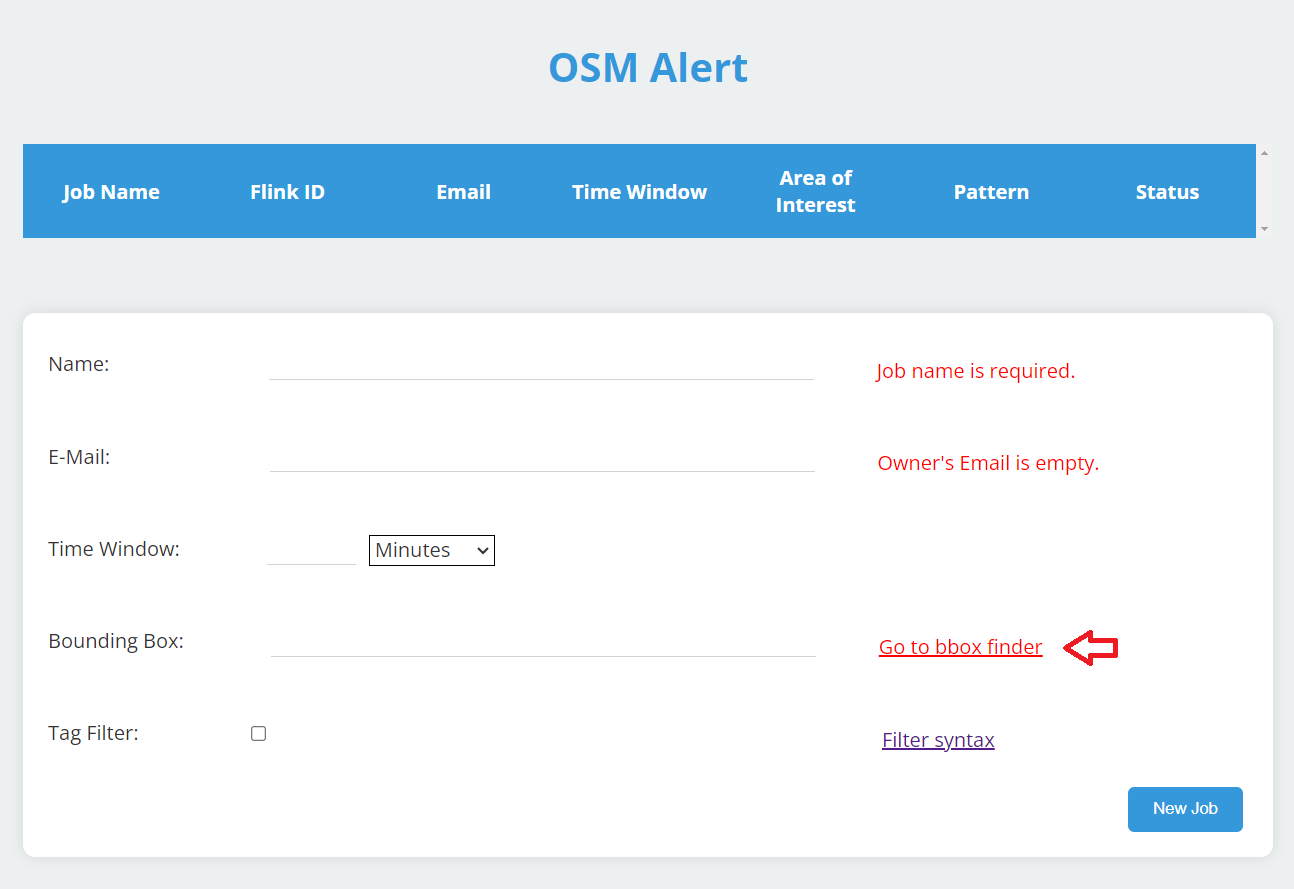 OSM Alert
Job Name Flink ID Email Time Window Area of Interest Pattern Status
Name: Job name is required.
E-Mail: Owner's Email is empty.
Time Window: Minutes
Bounding Box: Go to bbox finder
Tag Filter: Filter syntax
New Job